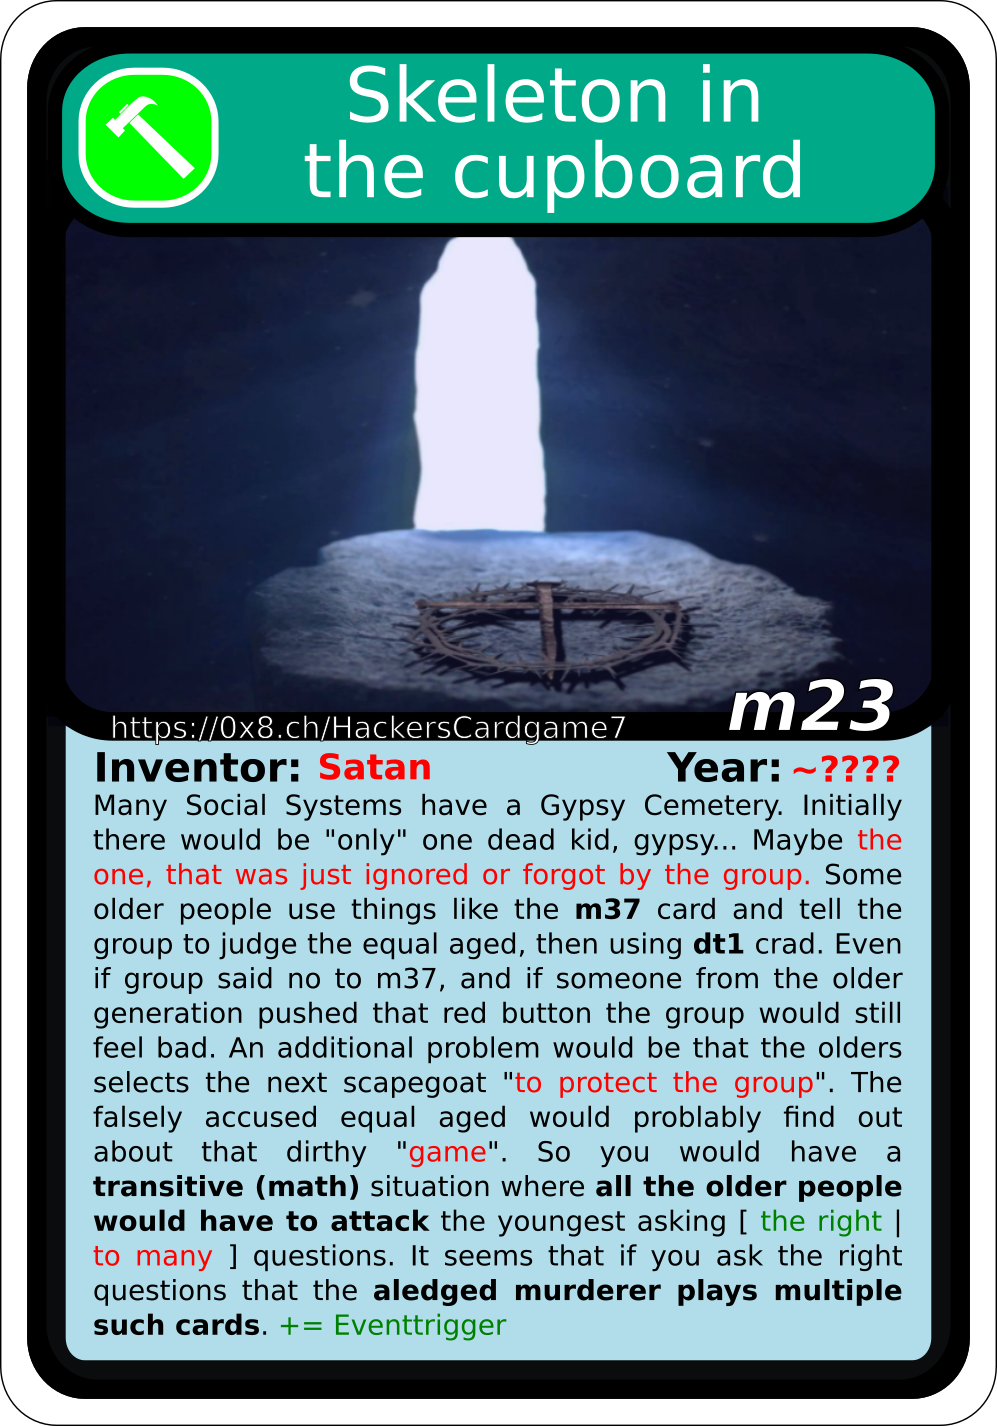 Skeleton in
the cupboard
https://0x8.ch/HackersCardgame7
m23
Inventor: Satan Year: ~????
Many Social Systems have a Gypsy Cemetery. Initially
there would be "only" one dead kid, gypsy... Maybe the
one, that was just ignored or forgot by the group. Some
older people use things like the m37 card and tell the
group to judge the equal aged, then using dt1 crad. Even
if group said no to m37, and if someone from the older
generation pushed that red button the group would still
feel bad. An additional problem would be that the olders
selects the next scapegoat "to protect the group". The
falsely accused equal aged would problably find out
about that dirthy "game". So you would have a
transitive (math) situation where all the older people
would have to attack the youngest asking [ the right |
to many ] questions. It seems that if you ask the right
questions that the aledged murderer plays multiple
such cards. += Eventtrigger